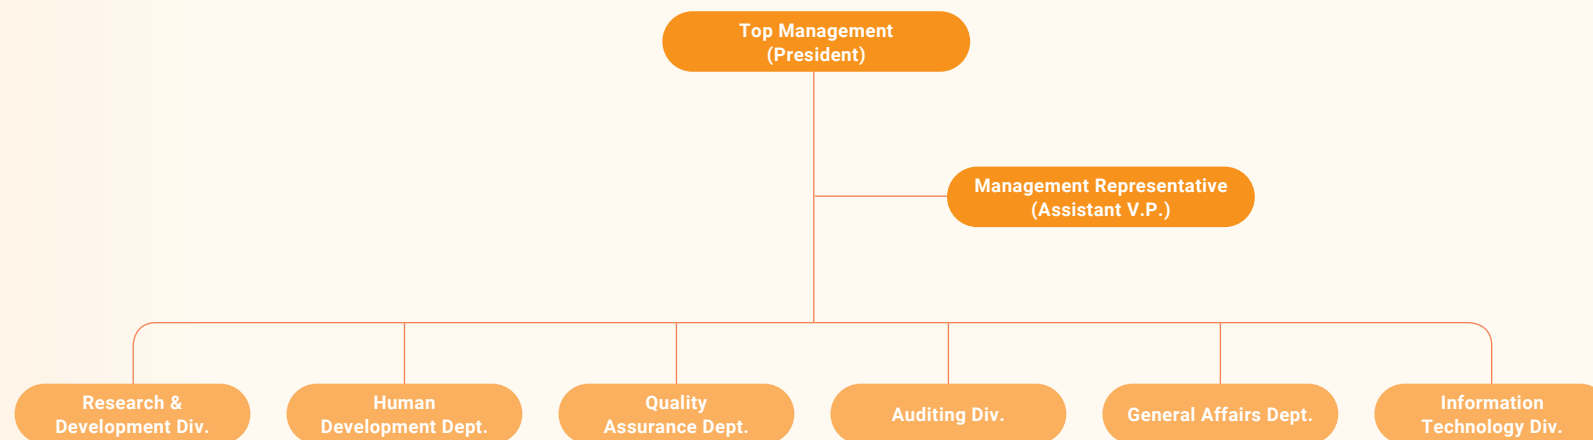 Top Management
(President)
Management Representative
(Assistant V.P.)
Research &
Development Div.
Human
Development Dept.
Quality
Assurance Dept.
Auditing Div.
General Affairs Dept.
Information
Technology Div.